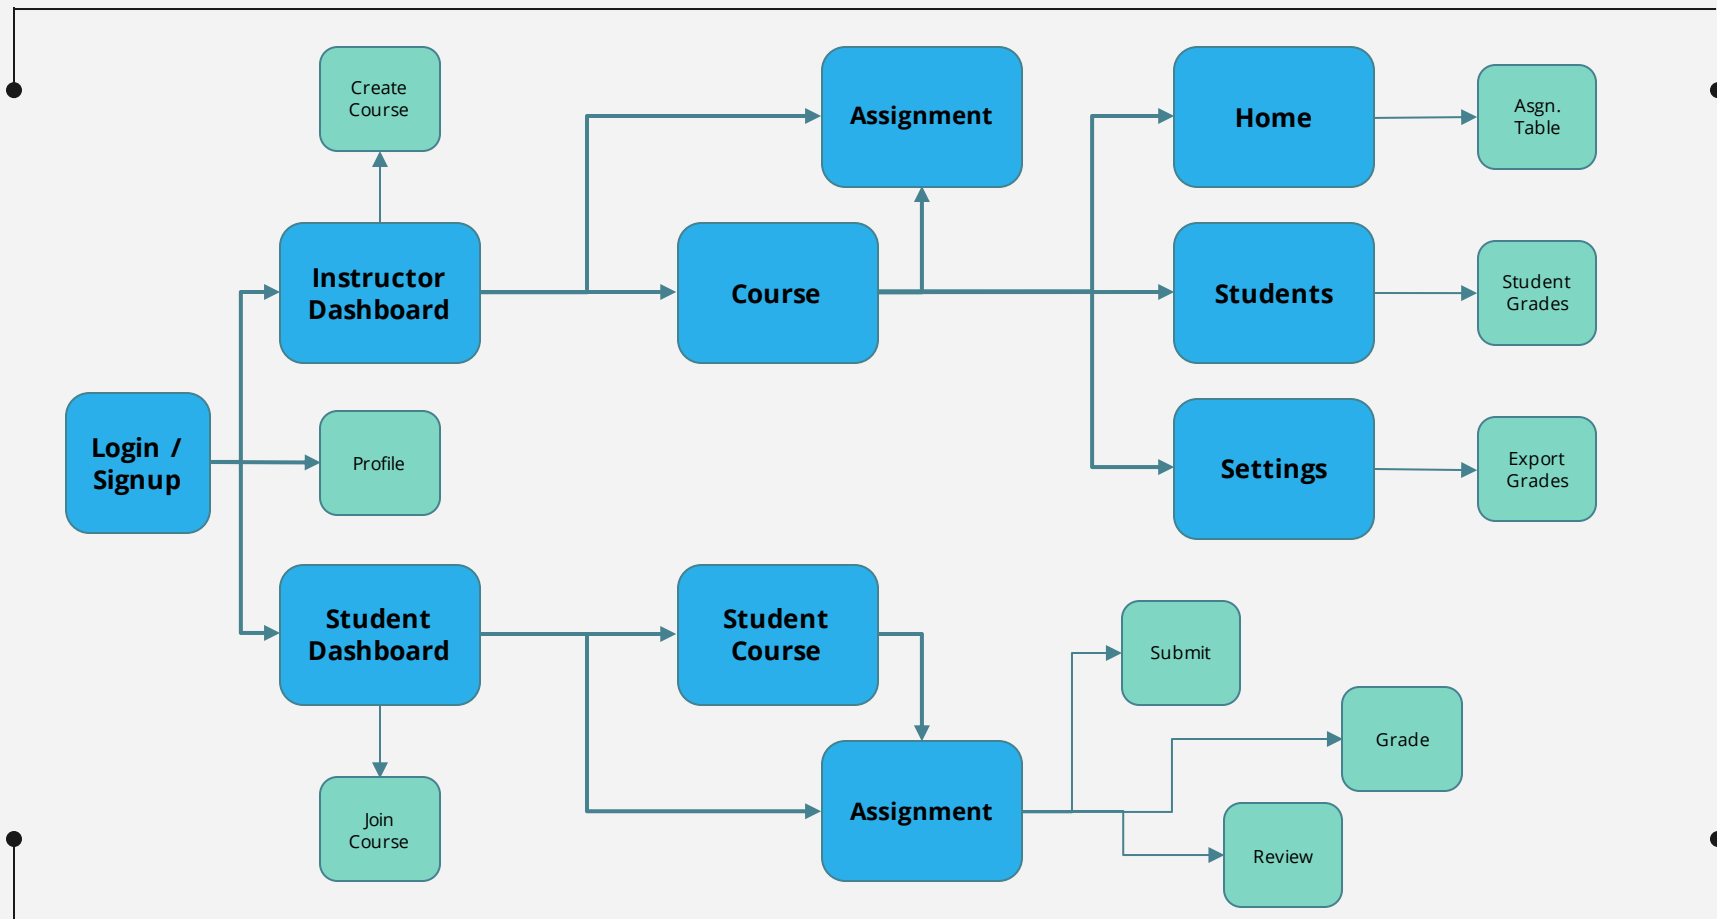 Create
Course
Assignment
Home
Asgn.
Table
Instructor
Dashboard
Course
Students
Student
Grades
Login /
Signup
Profile
Settings
Export
Grades
Student
Dashboard
Student
Course
Submit
Grade
Join
Course
Assignment
Review